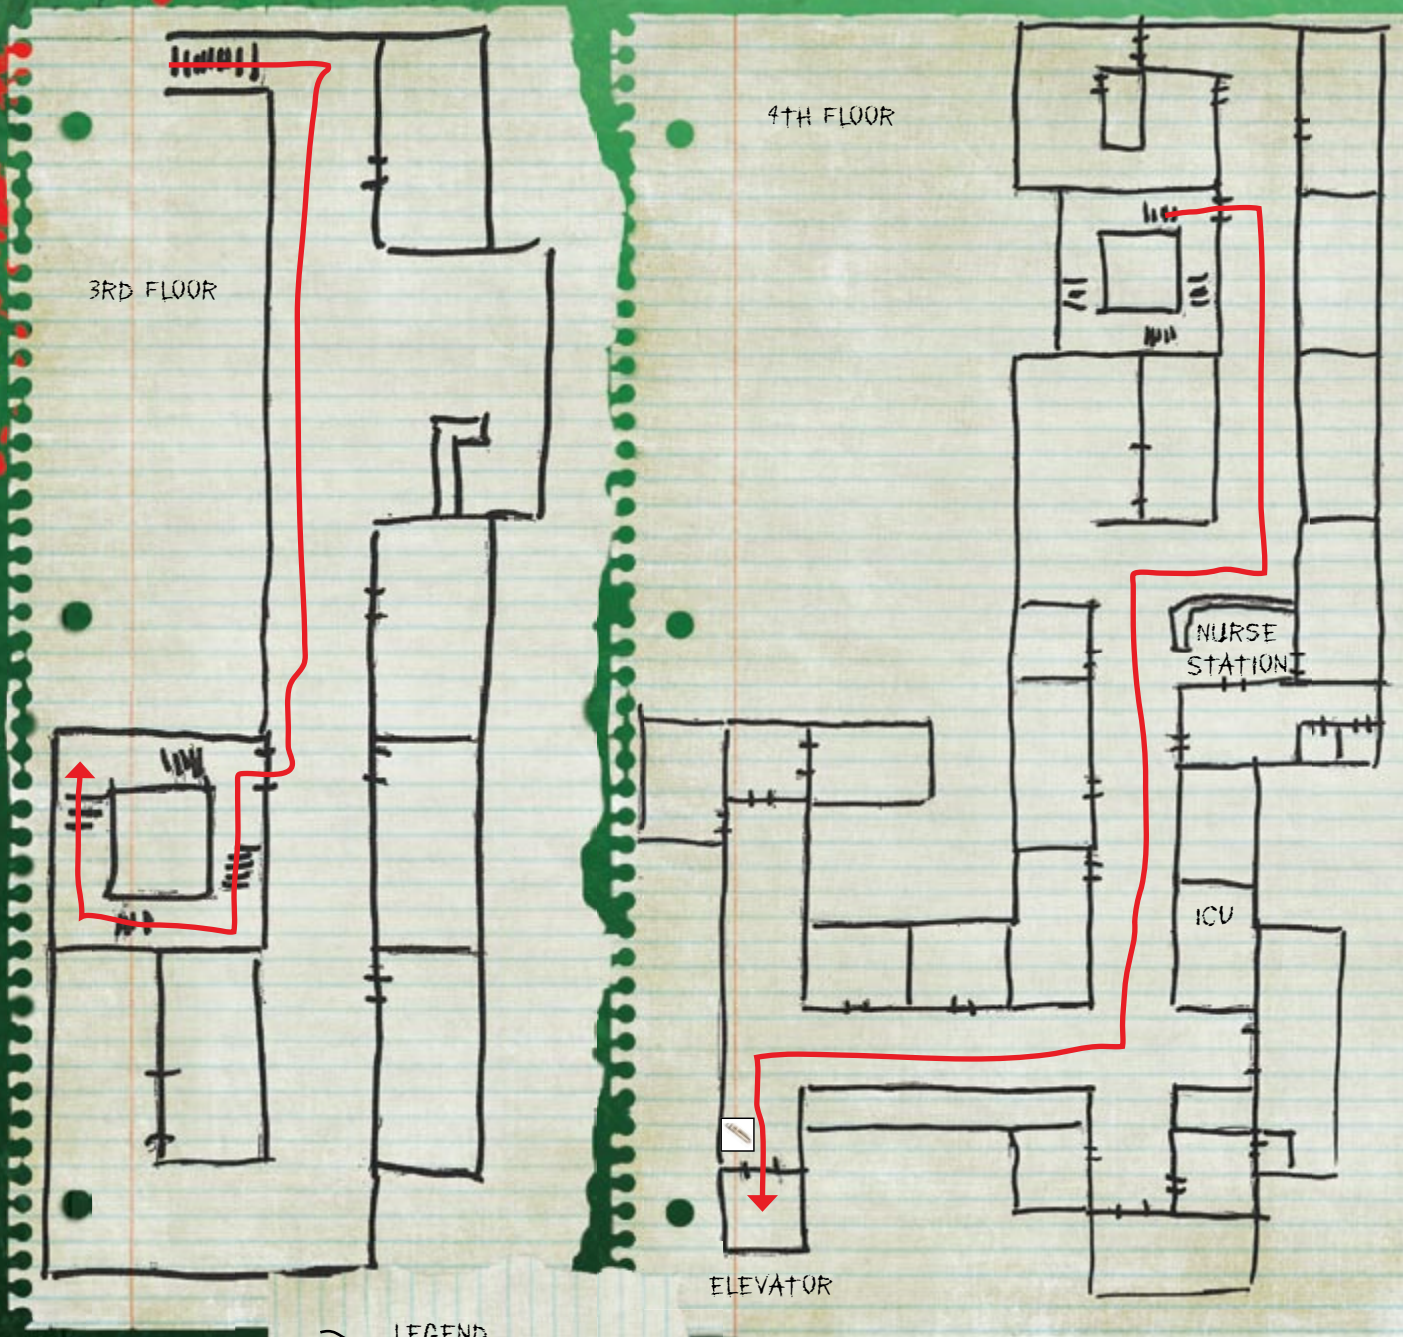 4TH FLOOR
3RD FLOOR
NURSE
STATION
ICU
ELEVATOR
LEGEND